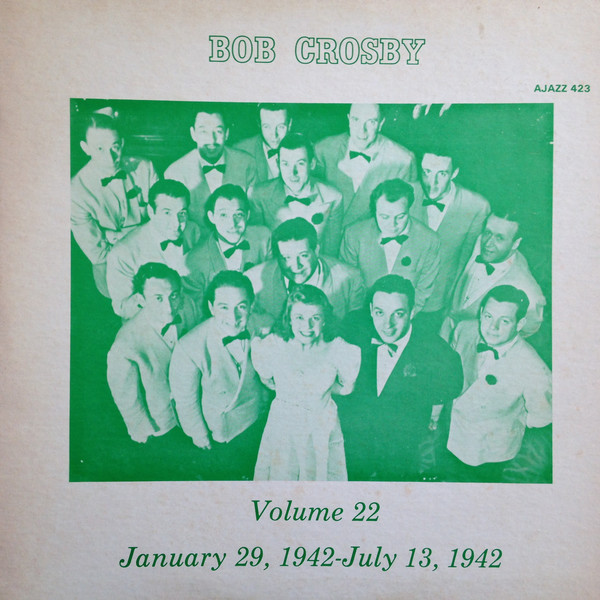 BOB CROSBY
AJAZZ 423
Volume 22
January 29, 1942-July 13, 1942